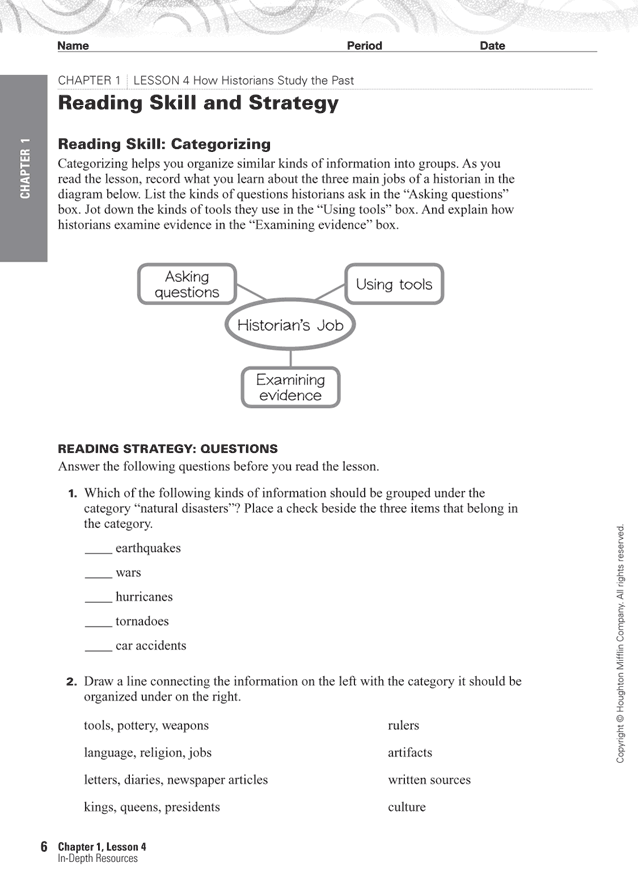 Name Period Date
CHAPTER 1 | LESSON 4 How Historians Study the Past
Reading Skill and Strategy
CHAPTER 1
Reading Skill: Categorizing
Categorizing helps you organize similar kinds of information into groups. As you
read the lesson, record what you learn about the three main jobs of a historian in the
diagram below. List the kinds of questions historians ask in the “Asking questions”
box. Jot down the kinds of tools they use in the “Using tools” box. And explain how
historians examine evidence in the “Examining evidence” box.
Asking
questions
Using tools
Historian's Job
Examining
evidence
READING STRATEGY: QUESTIONS
Answer the following questions before you read the lesson.
1. Which of the following kinds of information should be grouped under the
category “natural disasters”? Place a check beside the three items that belong in
the category.
____ earthquakes
____ wars
____ hurricanes
____ tornadoes
____ car accidents
2. Draw a line connecting the information on the left with the category it should be
organized under on the right.
tools, pottery, weapons rulers
language, religion, jobs artifacts
letters, diaries, newspaper articles written sources
kings, queens, presidents culture
Copyright © Houghton Mifflin Company. All rights reserved.
6 Chapter 1, Lesson 4
In-Depth Resources